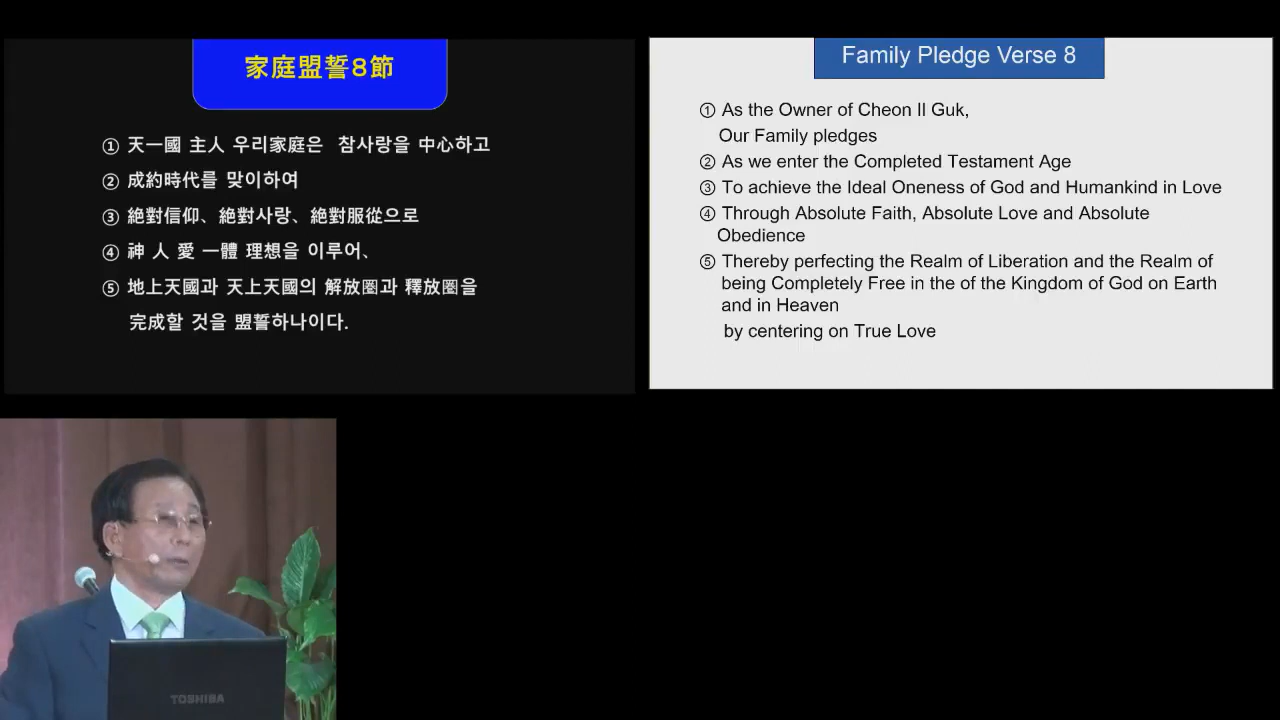 家庭盟誓8節
① 天一國 主人 우리家庭은 참사랑을 中心하고
② 成約時代를 맞이하여
③ 絶對信仰、絶對사랑、絶對服從으로
④ 神 人 愛 一體 理想을 이루어、
⑤ 地上天國과 天上天國의 解放圈과 釋放圈을
完成할 것을 盟誓하나이다.
Family Pledge Verse 8
① As the Owner of Cheon Il Guk,
Our Family pledges
② As we enter the Completed Testament Age
③ To achieve the Ideal Oneness of God and Humankind in Love
④ Through Absolute Faith, Absolute Love and Absolute
Obedience
⑤ Thereby perfecting the Realm of Liberation and the Realm of
being Completely Free in the of the Kingdom of God on Earth
and in Heaven
by centering on True Love
TOSHIBA